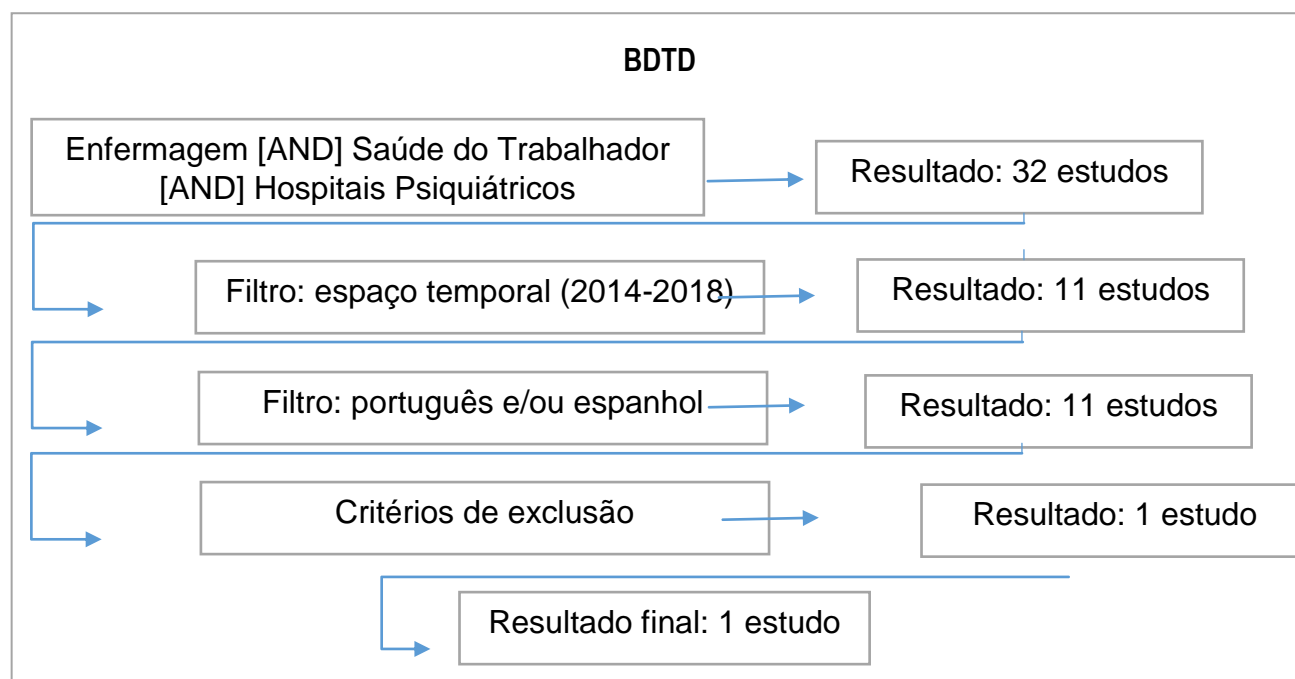 BDTD
Enfermagem [AND] Saúde do Trabalhador
[AND] Hospitais Psiquiátricos
Resultado: 32 estudos
Filtro: espaço temporal (2014-2018)
Resultado: 11 estudos
Filtro: português e/ou espanhol
Resultado: 11 estudos
Critérios de exclusão
Resultado: 1 estudo
Resultado final: 1 estudo